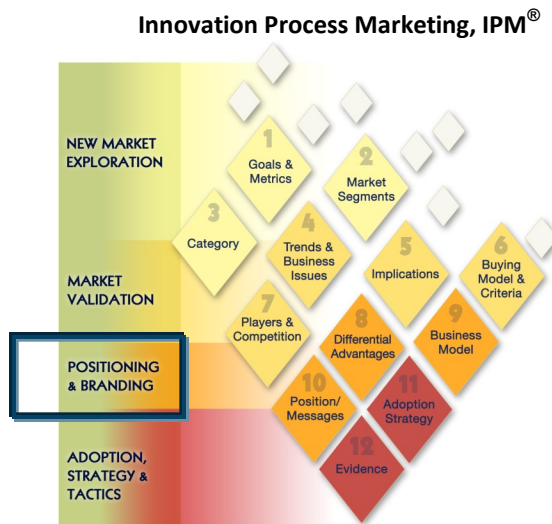 Innovation Process Marketing, IPM®
NEW MARKET
EXPLORATION
1
Goals &
Metrics
2
Market
Segments
3
Category
4
Trends &
Business
Issues
5
Implications
6
Buying
Model &
Criteria
MARKET
VALIDATION
7
Players &
Competition
8
Differential
Advantages
9
Business
Model
POSITIONING
& BRANDING
10
Position/
Messages
11
Adoption
Strategy
ADOPTION,
STRATEGY &
TACTICS
12
Evidence